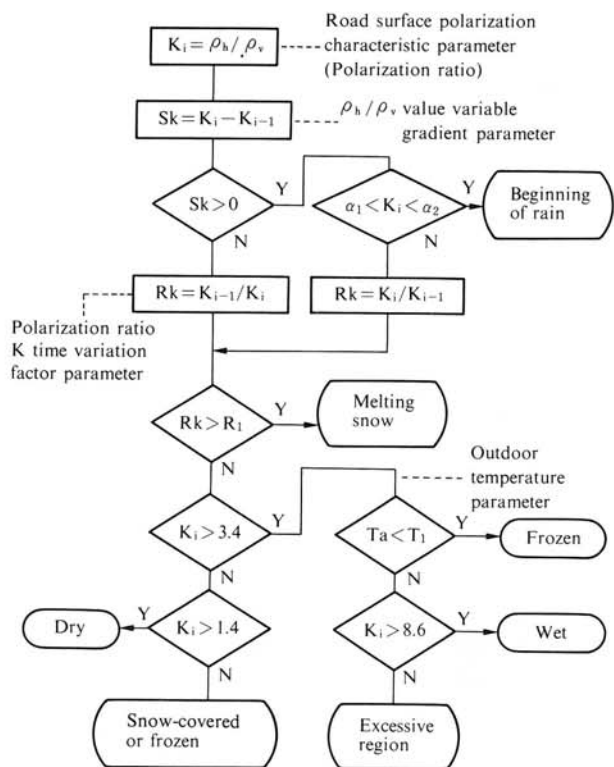 Kᵢ=ρₕ/ρᵥ
Road surface polarization
characteristic parameter
(Polarization ratio)
Sk=Kᵢ−Kᵢ₋₁
ρₕ/ρᵥ value variable
gradient parameter
Sk>0
Y
N
α₁<Kᵢ<α₂
Y
N
Beginning
of rain
Rk=Kᵢ₋₁/Kᵢ
Rk=Kᵢ/Kᵢ₋₁
Polarization ratio
K time variation
factor parameter
Rk>R₁
Y
N
Melting
snow
Outdoor
temperature
parameter
Kᵢ>3.4
Y
N
Ta<T₁
Y
N
Frozen
Dry
Y
Kᵢ>1.4
N
Kᵢ>8.6
Y
N
Wet
Snow-covered
or frozen
Excessive
region